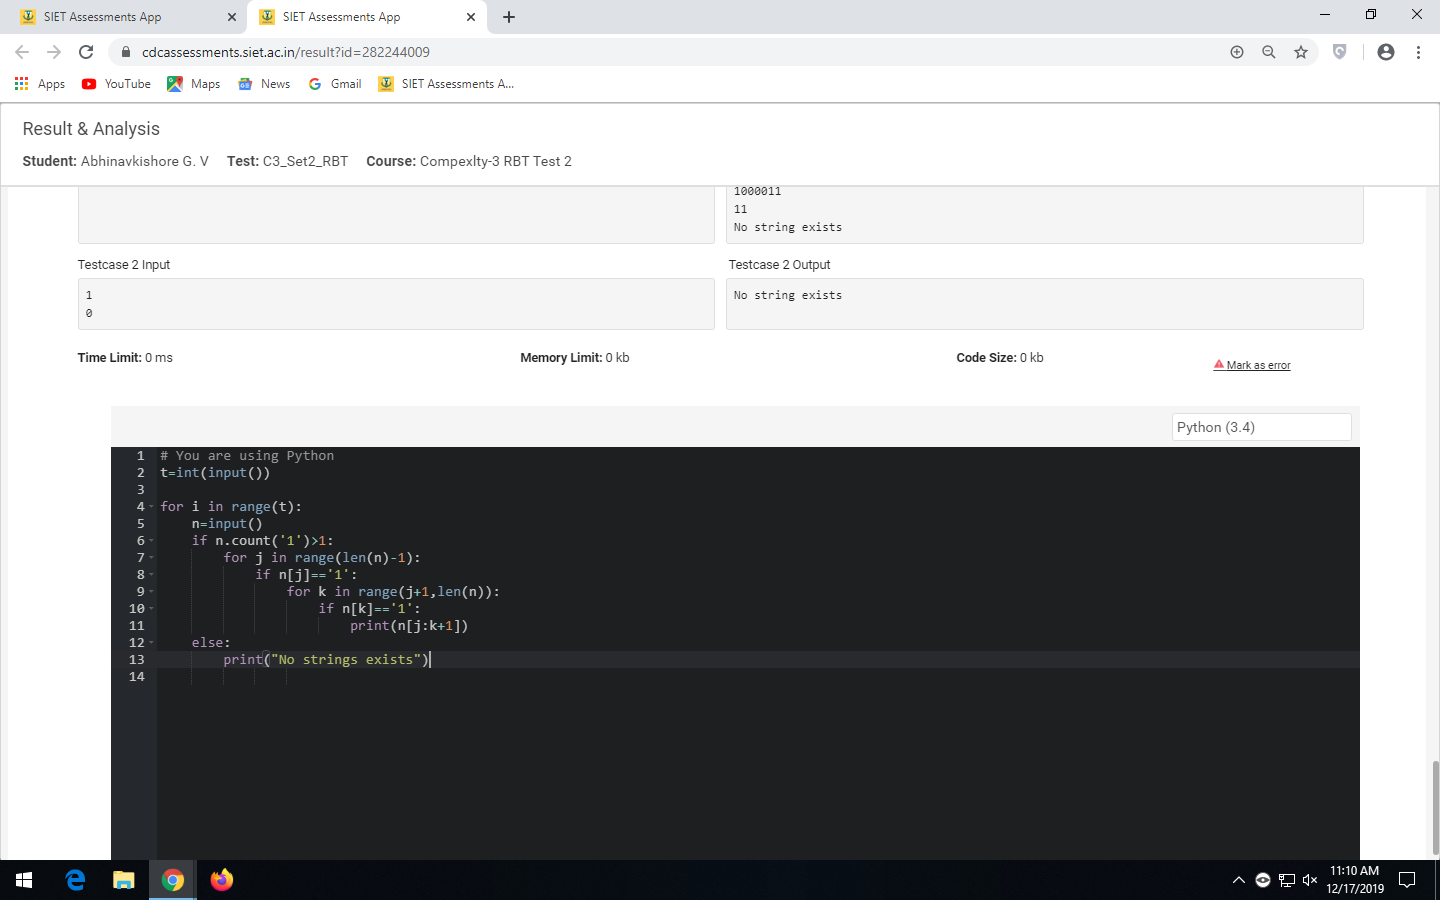 SIET Assessments App
SIET Assessments App
cdcassessments.siet.ac.in/result?id=282244009
Apps YouTube Maps News Gmail SIET Assessments A...
Result & Analysis
Student: Abhinavkishore G. V Test: C3_Set2_RBT Course: Compexlty-3 RBT Test 2
1000011
11
No string exists
Testcase 2 Input Testcase 2 Output
1
0
No string exists
Time Limit: 0 ms Memory Limit: 0 kb Code Size: 0 kb
Mark as error
Python (3.4)
1 # You are using Python
2 t=int(input())
3
4 for i in range(t):
5 n=input()
6 if n.count('1')>1:
7 for j in range(len(n)-1):
8 if n[j]=='1':
9 for k in range(j+1,len(n)):
10 if n[k]=='1':
11 print(n[j:k+1])
12 else:
13 print("No strings exists")
14
11:10 AM
12/17/2019